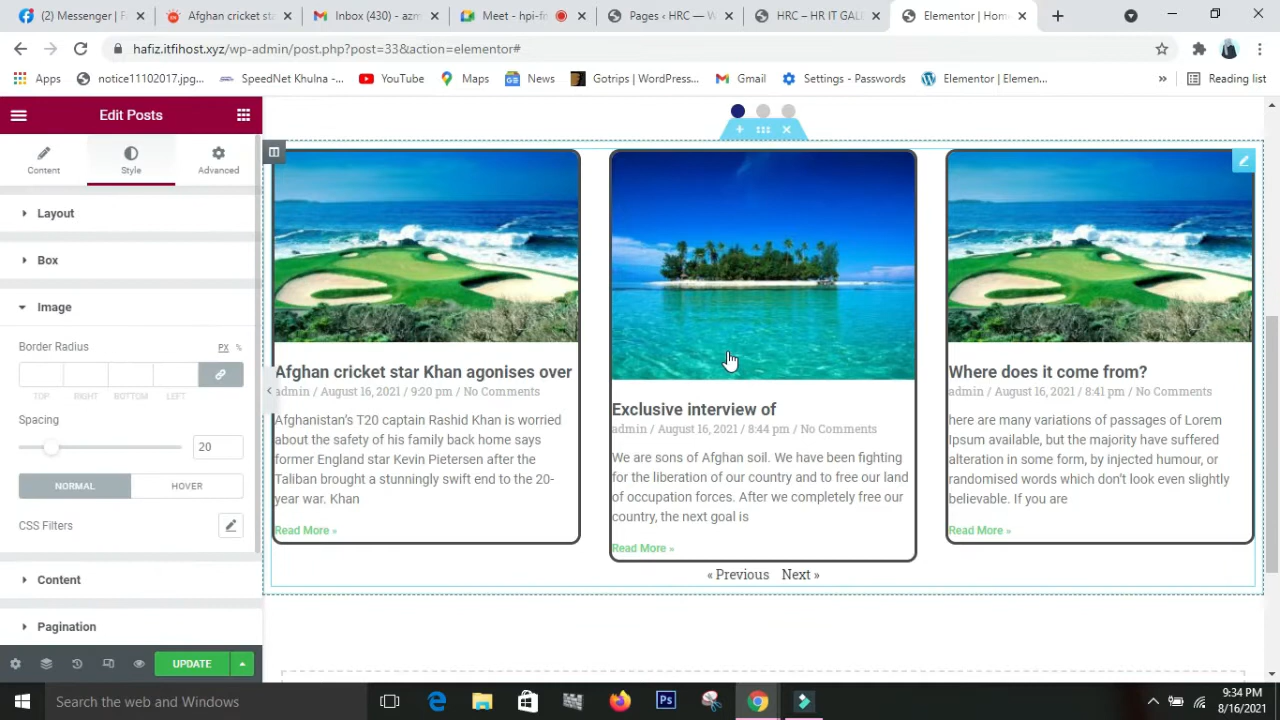 (2) Messenger | F
Afghan cricket sta
Inbox (430) - azm
Meet - hpi-fn
Pages ‹ HRC — W
HRC – HR IT GALL
Elementor | Hom
hafiz.itfihost.xyz/wp-admin/post.php?post=33&action=elementor#
Apps
notice11102017.jpg...
SpeedNet Khulna -...
YouTube
Maps
News
Gotrips | WordPress...
Gmail
Settings - Passwords
Elementor | Elemen...
»
Reading list
Edit Posts
Content
Style
Advanced
Layout
Box
Image
Border Radius
PX %
TOP RIGHT BOTTOM LEFT
Spacing
20
NORMAL
HOVER
CSS Filters
Content
Pagination
UPDATE
Afghan cricket star Khan agonises over
admin / August 16, 2021 / 9:20 pm / No Comments
Afghanistan's T20 captain Rashid Khan is worried
about the safety of his family back home says
former England star Kevin Pietersen after the
Taliban brought a stunningly swift end to the 20-
year war. Khan
Read More »
Exclusive interview of
admin / August 16, 2021 / 8:44 pm / No Comments
We are sons of Afghan soil. We have been fighting
for the liberation of our country and to free our land
of occupation forces. After we completely free our
country, the next goal is
Read More »
Where does it come from?
admin / August 16, 2021 / 8:41 pm / No Comments
here are many variations of passages of Lorem
Ipsum available, but the majority have suffered
alteration in some form, by injected humour, or
randomised words which don't look even slightly
believable. If you are
Read More »
« Previous Next »
Search the web and Windows
Ps
9:34 PM
8/16/2021